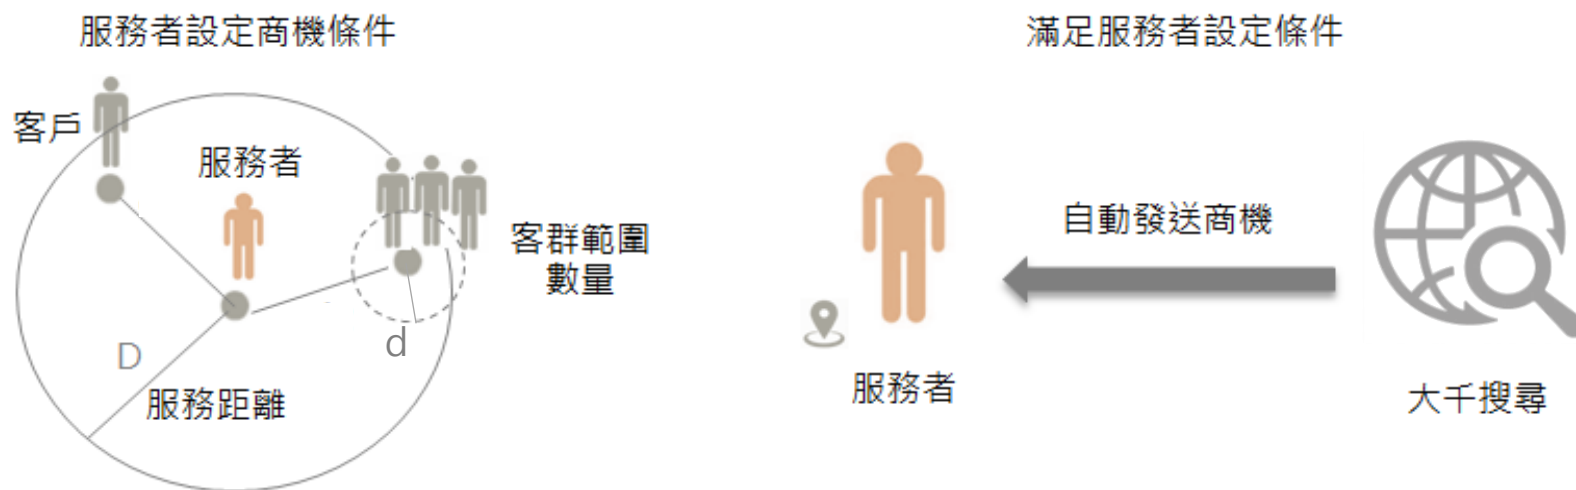 服務者設定商機條件
客戶
服務者
客群範圍
數量
D
d
服務距離
滿足服務者設定條件
自動發送商機
服務者
大千搜尋